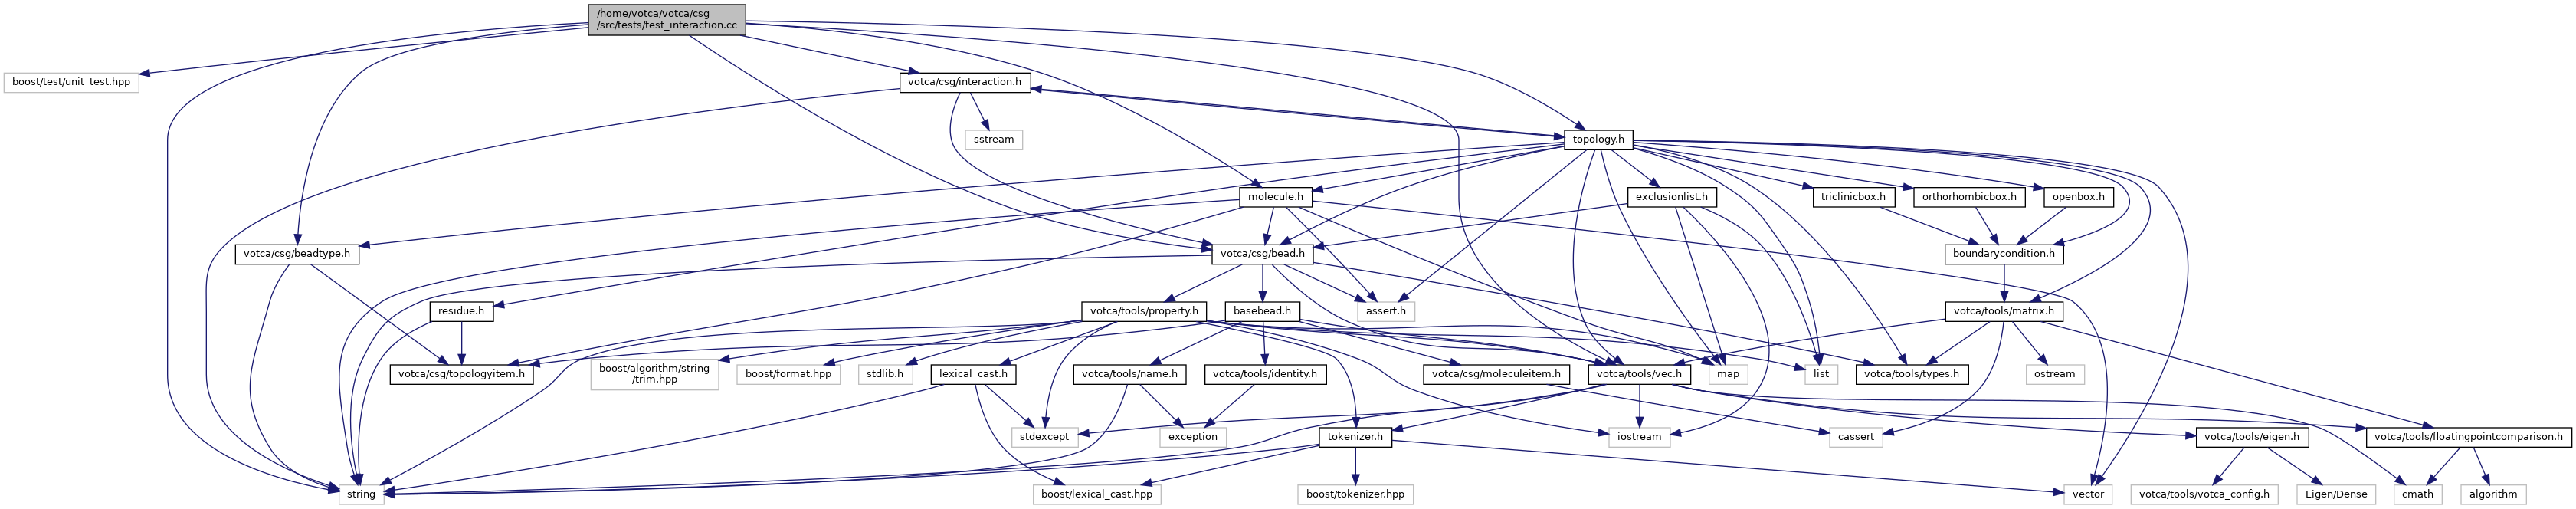 /home/votca/votca/csg
/src/tests/test_interaction.cc
boost/test/unit_test.hpp
votca/csg/interaction.h
sstream
topology.h
molecule.h
exclusionlist.h
triclinicbox.h
orthorhombicbox.h
openbox.h
votca/csg/beadtype.h
votca/csg/bead.h
boundarycondition.h
residue.h
votca/tools/property.h
basebead.h
assert.h
votca/tools/matrix.h
votca/csg/topologyitem.h
boost/algorithm/string
/trim.hpp
boost/format.hpp
stdlib.h
lexical_cast.h
votca/tools/name.h
votca/tools/identity.h
votca/csg/moleculeitem.h
votca/tools/vec.h
map
list
votca/tools/types.h
ostream
stdexcept
exception
tokenizer.h
iostream
cassert
votca/tools/eigen.h
votca/tools/floatingpointcomparison.h
string
boost/lexical_cast.hpp
boost/tokenizer.hpp
vector
votca/tools/votca_config.h
Eigen/Dense
cmath
algorithm